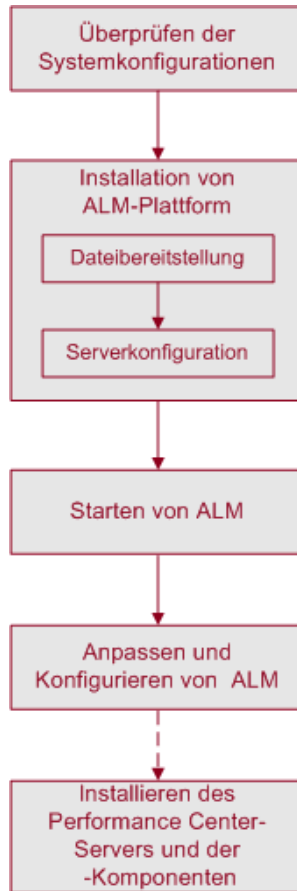 Überprüfen der
Systemkonfigurationen
Installation von
ALM-Plattform
Dateibereitstellung
Serverkonfiguration
Starten von ALM
Anpassen und
Konfigurieren von ALM
Installieren des
Performance Center-
Servers und der
-Komponenten